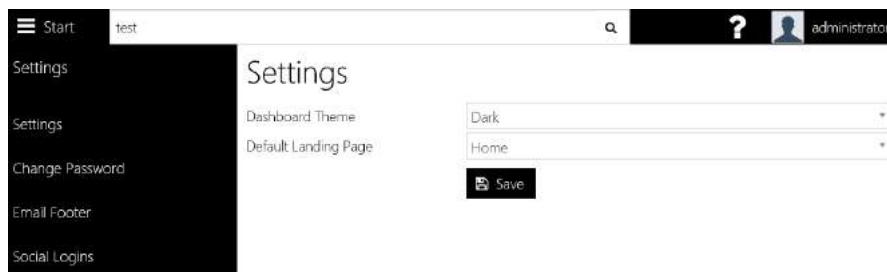 Start
test
?
administrator
Settings
Settings
Change Password
Email Footer
Social Logins
Settings
Dashboard Theme
Dark
Default Landing Page
Home
Save